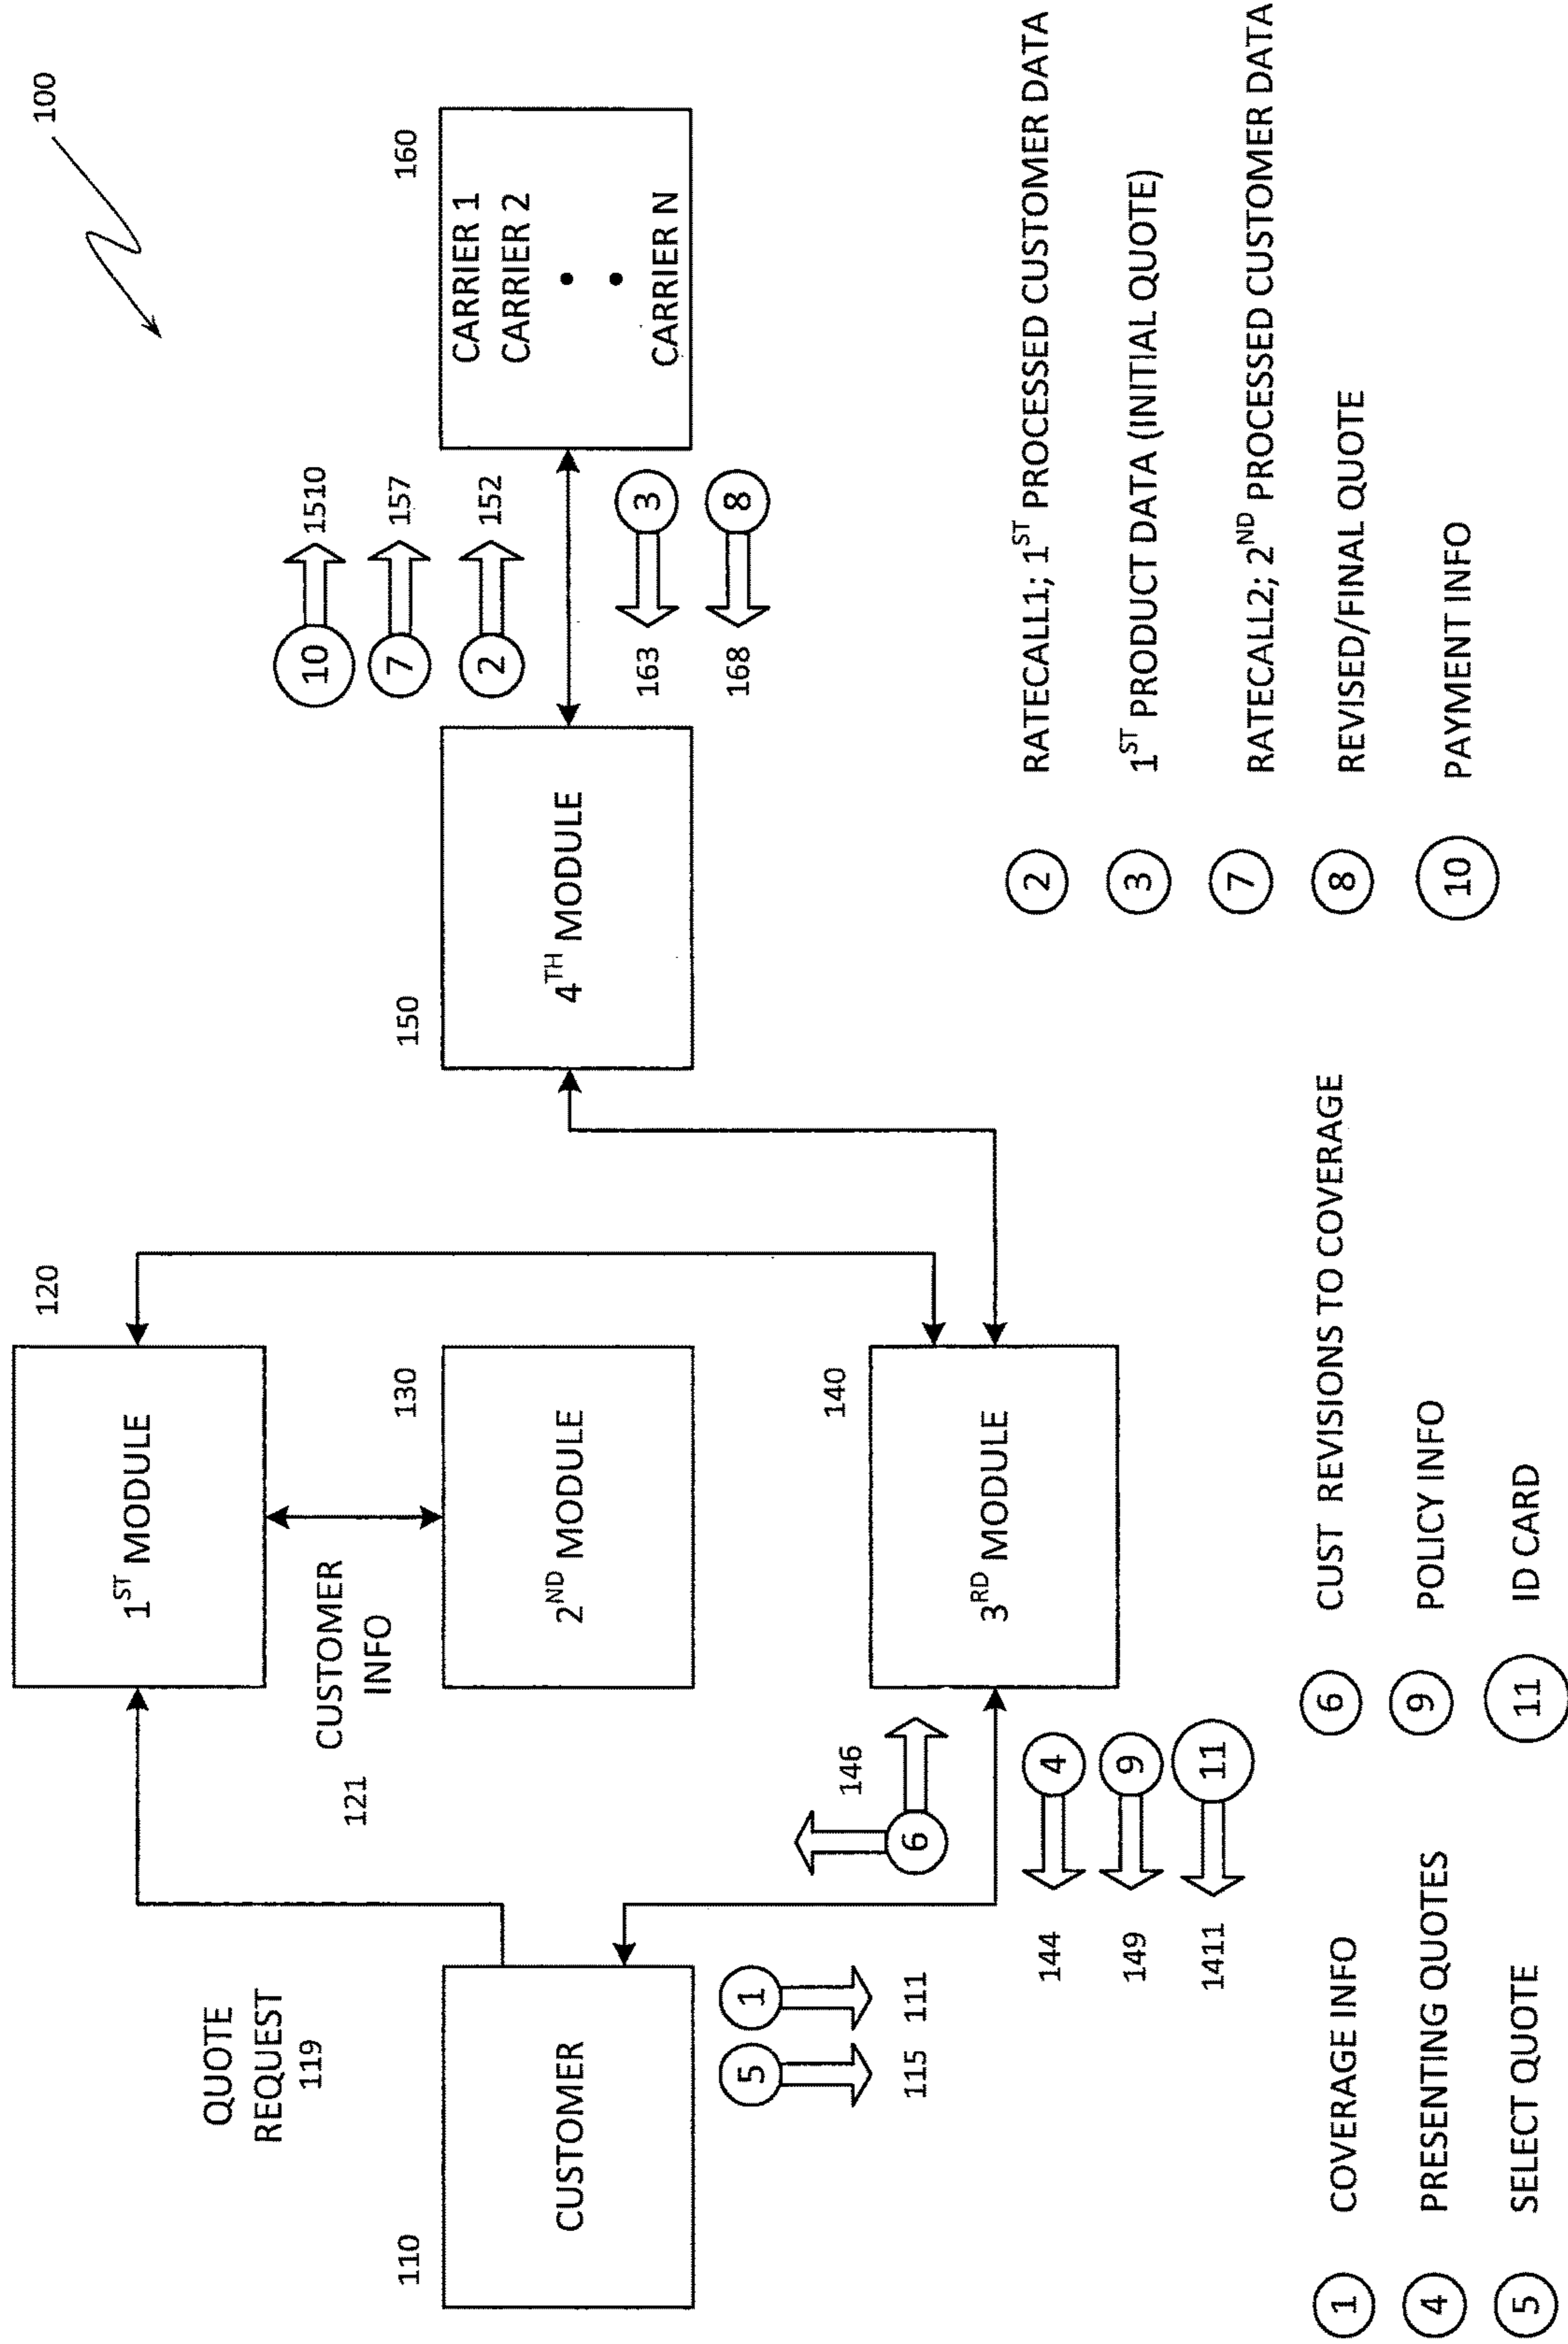 100
QUOTE
REQUEST
119
120
1ST MODULE
CUSTOMER
INFO
121
110
CUSTOMER
130
2ND MODULE
150
4TH MODULE
160
CARRIER 1
CARRIER 2
CARRIER N
10
1510
7
157
2
152
163
3
168
8
5
115
1
111
6
146
140
3RD MODULE
144
4
149
9
1411
11
1 COVERAGE INFO
4 PRESENTING QUOTES
5 SELECT QUOTE
6 CUST REVISIONS TO COVERAGE
9 POLICY INFO
11 ID CARD
2 RATECALL1; 1ST PROCESSED CUSTOMER DATA
3 1ST PRODUCT DATA (INITIAL QUOTE)
7 RATECALL2; 2ND PROCESSED CUSTOMER DATA
8 REVISED/FINAL QUOTE
10 PAYMENT INFO